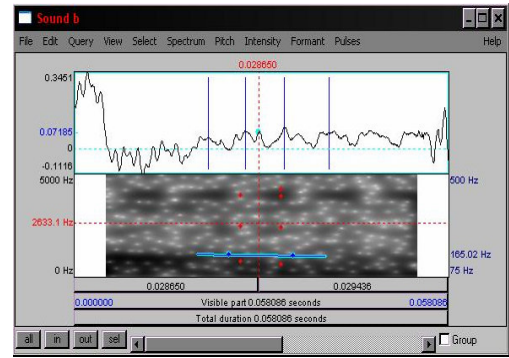 Sound b
File Edit Query View Select Spectrum Pitch Intensity Formant Pulses Help
0.028650
0.3451
0.07185
0
-0.1116
5000 Hz 500 Hz
2633.1 Hz
165.02 Hz
0 Hz 75 Hz
0.028650 0.029436
0.000000 Visible part 0.058086 seconds 0.058086
Total duration 0.058086 seconds
all in out sel Group